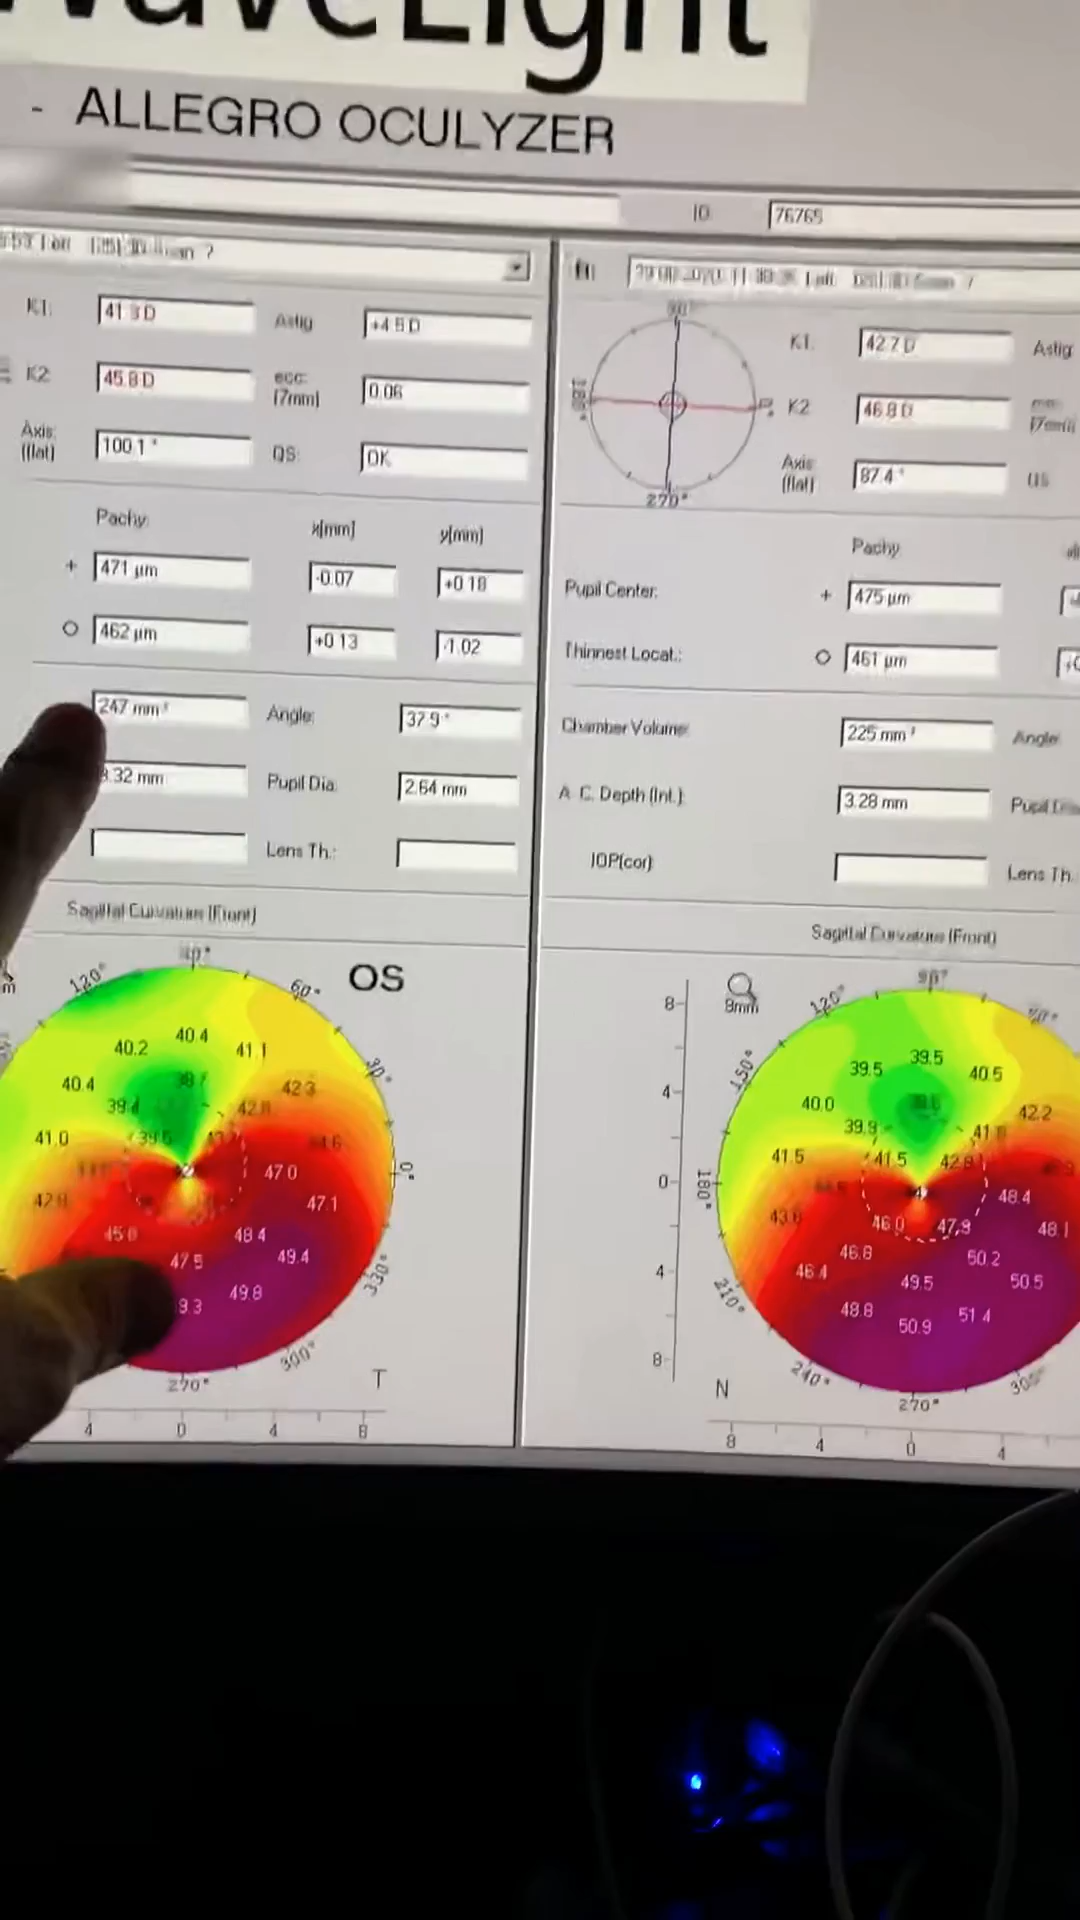 WaveLight
- ALLEGRO OCULYZER
ID 76765
K1: 41.3 D Astig +4.5 D
K2 45.8 D ecc: (7mm) 0.06
Axis: (flat) 100.1 ° QS: OK
Pachy: x[mm] y[mm]
+ 471 µm -0.07 +0.18
O 462 µm +0.13 -1.02
247 mm³ Angle: 37.9 °
.32 mm Pupil Dia: 2.64 mm
Lens Th.:
Sagittal Curvature (Front)
OS
120° 90° 60° 30° 0° 330° 300° 270°
40.2 40.4 41.1
40.4 42.3
41.0 47.0
47.1
48.4
47.5 49.4
9.3 49.8
T
4 0 4 8
K1: 42.7 D Astig:
180° 270°
K2 46.8 D
Axis: (flat) 87.4 ° QS
Pachy:
Pupil Center: + 475 µm
Thinnest Locat.: O 461 µm
Chamber Volume: 225 mm³ Angle:
A. C. Depth (Int.): 3.28 mm
IOP(cor): Lens Th.
Sagittal Curvature (Front)
8 4 0 4 8
8mm
120° 90° 150° 180° 210° 240° 270°
39.5 39.5 40.5
40.0 42.2
39.9
41.5 41.5 42.8
48.4
46.0 47.9 48.1
46.8 50.2
46.4 49.5 50.5
48.8 50.9 51.4
N
8 4 0 4